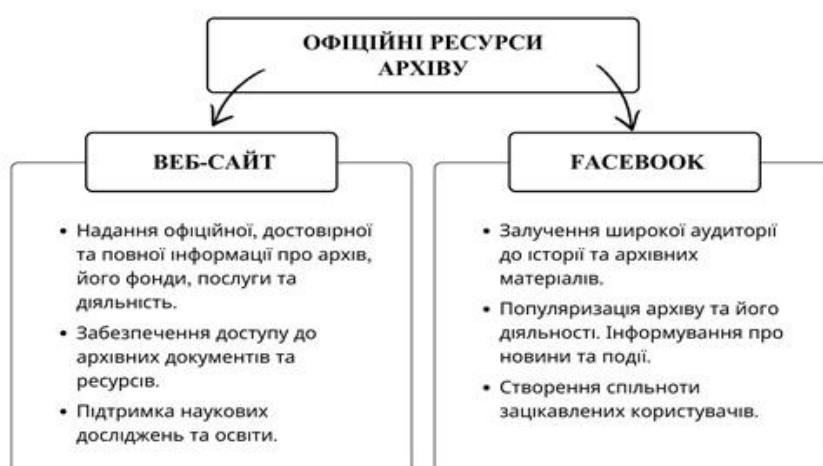 ОФІЦІЙНІ РЕСУРСИ
АРХІВУ
ВЕБ-САЙТ
• Надання офіційної, достовірної
та повної інформації про архів,
його фонди, послуги та
діяльність.
• Забезпечення доступу до
архівних документів та
ресурсів.
• Підтримка наукових
досліджень та освіти.
FACEBOOK
• Залучення широкої аудиторії
до історії та архівних
матеріалів.
• Популяризація архіву та його
діяльності. Інформування про
новини та події.
• Створення спільноти
зацікавлених користувачів.